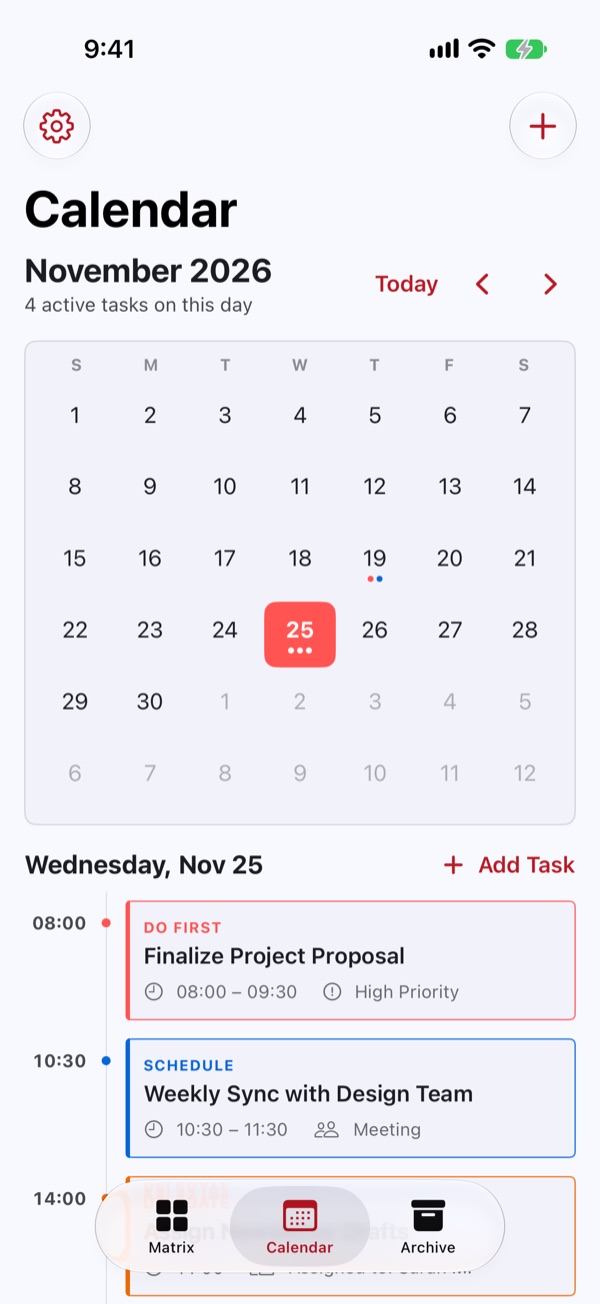 9:41
Calendar
November 2026
4 active tasks on this day
Today
S M T W T F S
1 2 3 4 5 6 7
8 9 10 11 12 13 14
15 16 17 18 19 20 21
22 23 24 25 26 27 28
29 30 1 2 3 4 5
6 7 8 9 10 11 12
Wednesday, Nov 25
+ Add Task
08:00
DO FIRST
Finalize Project Proposal
08:00 – 09:30 High Priority
10:30
SCHEDULE
Weekly Sync with Design Team
10:30 – 11:30 Meeting
14:00
Assign
Matrix
Calendar
Archive